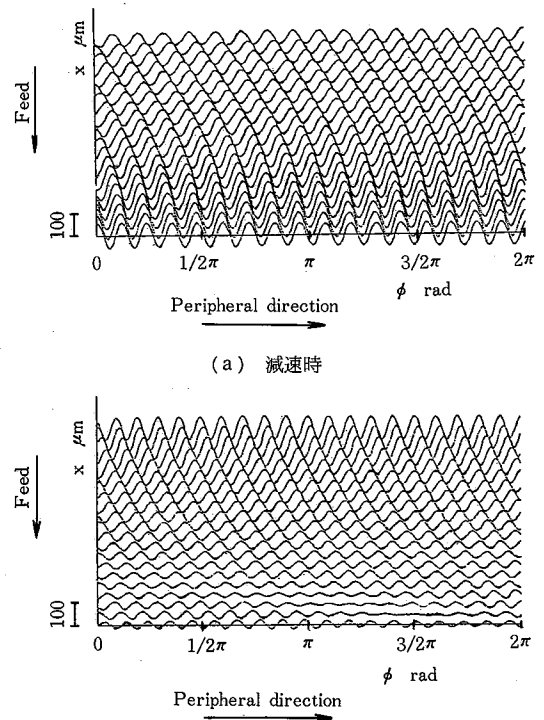 x μm
Feed
100
0
1/2π
π
3/2π
2π
φ rad
Peripheral direction
(a) 減速時
x μm
Feed
100
0
1/2π
π
3/2π
2π
φ rad
Peripheral direction